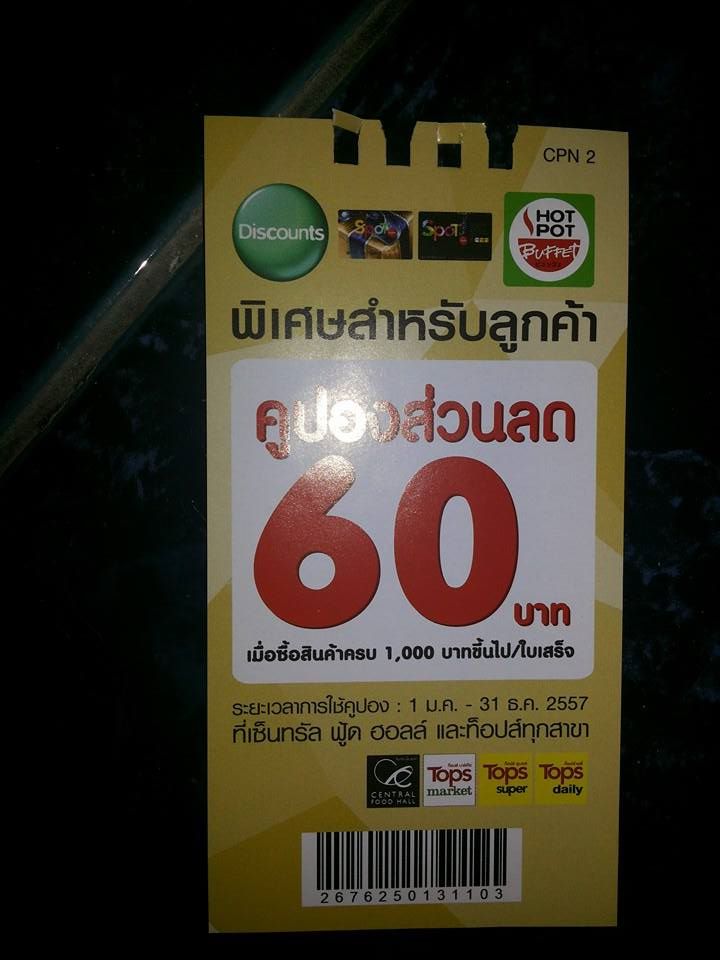 CPN 2
Discounts
Spot
SPOT
HOT
POT
BUFFET
พิเศษสำหรับลูกค้า
คูปองส่วนลด
60 บาท
เมื่อซื้อสินค้าครบ 1,000 บาทขึ้นไป/ใบเสร็จ
ระยะเวลาการใช้คูปอง : 1 ม.ค. - 31 ธ.ค. 2557
ที่เซ็นทรัล ฟู้ด ฮอลล์ และท็อปส์ทุกสาขา
CENTRAL
FOOD HALL
Tops
market
Tops
super
Tops
daily
2676250131103